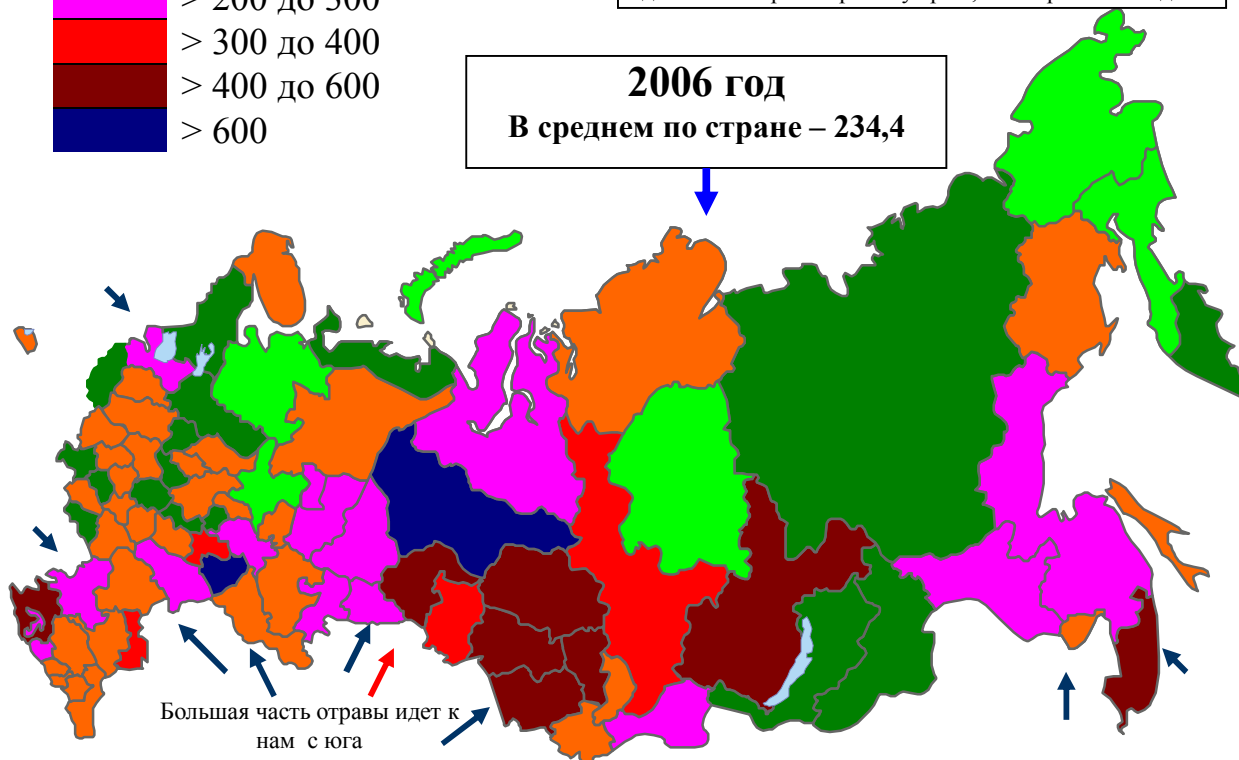 > 200 до 300
> 300 до 400
> 400 до 600
> 600
2006 год
В среднем по стране – 234,4
Большая часть отравы идет к
нам с юга